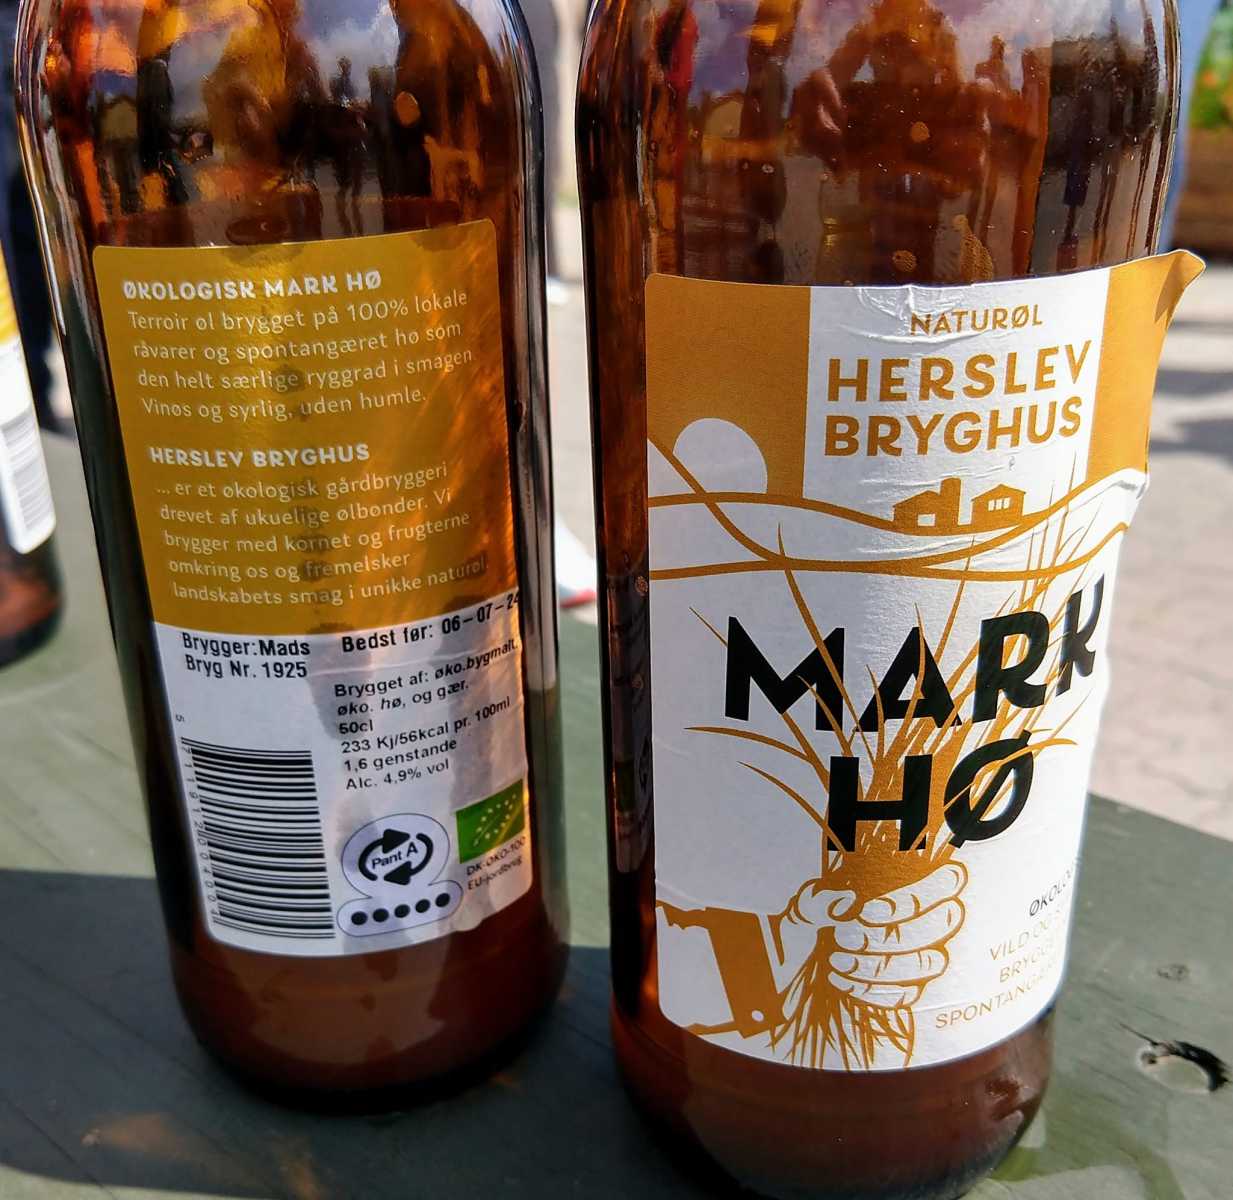 ØKOLOGISK MARK HØ
Terroir øl brygget på 100% lokale
råvarer og spontangæret hø som
den helt særlige ryggrad i smagen.
Vinøs og syrlig, uden humle.
HERSLEV BRYGHUS
... er et økologisk gårdbryggeri
drevet af ukuelige ølbønder. Vi
brygger med kornet og frugterne
omkring os og fremelsker
landskabets smag i unikke naturøl.
Brygger:Mads
Bryg Nr. 1925
Bedst før: 06-07-24
Brygget af: øko.bygmalt,
øko. hø, og gær.
50cl
233 Kj/56kcal pr. 100ml
1,6 genstande
Alc. 4,9% vol
Pant A
DK-ØKO-100
EU-jordbrug
NATURØL
HERSLEV
BRYGHUS
MARK
HØ
VILD